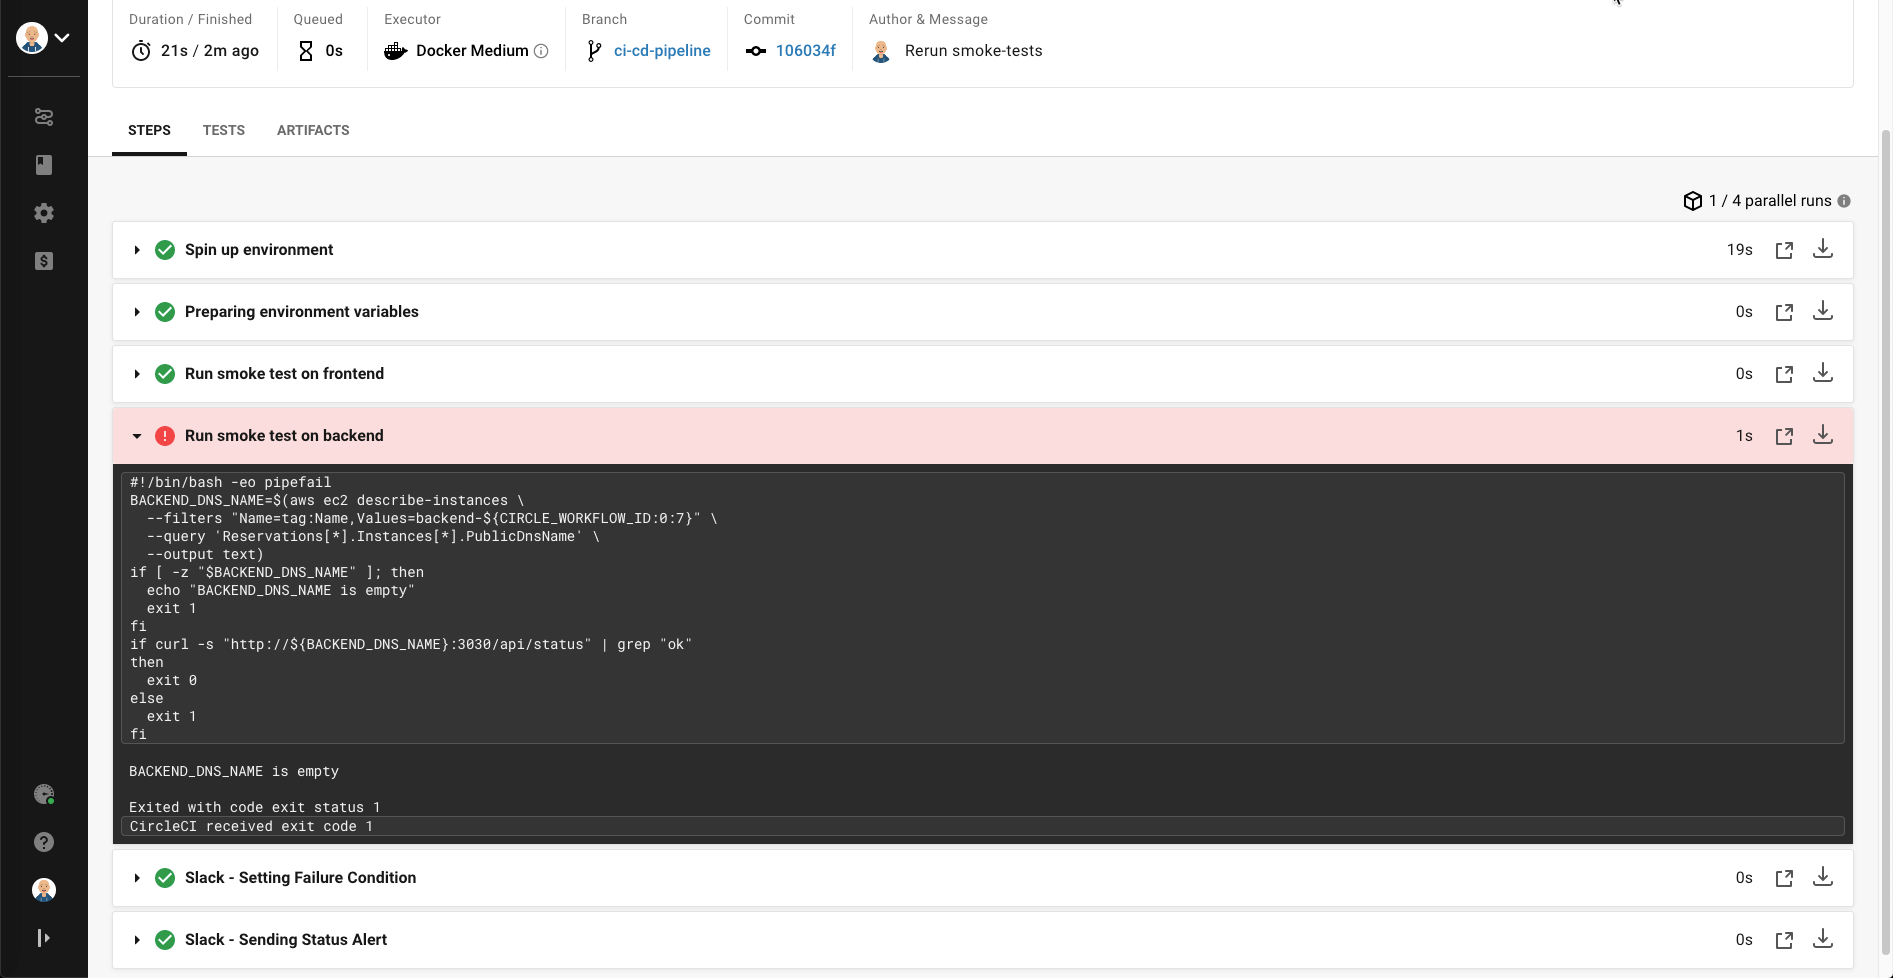 Duration / Finished
21s / 2m ago
Queued
0s
Executor
Docker Medium
Branch
ci-cd-pipeline
Commit
106034f
Author & Message
Rerun smoke-tests
STEPS TESTS ARTIFACTS
1 / 4 parallel runs
Spin up environment 19s
Preparing environment variables 0s
Run smoke test on frontend 0s
Run smoke test on backend 1s
#!/bin/bash -eo pipefail
BACKEND_DNS_NAME=$(aws ec2 describe-instances \
  --filters "Name=tag:Name,Values=backend-${CIRCLE_WORKFLOW_ID:0:7}" \
  --query 'Reservations[*].Instances[*].PublicDnsName' \
  --output text)
if [ -z "$BACKEND_DNS_NAME" ]; then
  echo "BACKEND_DNS_NAME is empty"
  exit 1
fi
if curl -s "http://${BACKEND_DNS_NAME}:3030/api/status" | grep "ok"
then
  exit 0
else
  exit 1
fi
BACKEND_DNS_NAME is empty
Exited with code exit status 1
CircleCI received exit code 1
Slack - Setting Failure Condition 0s
Slack - Sending Status Alert 0s